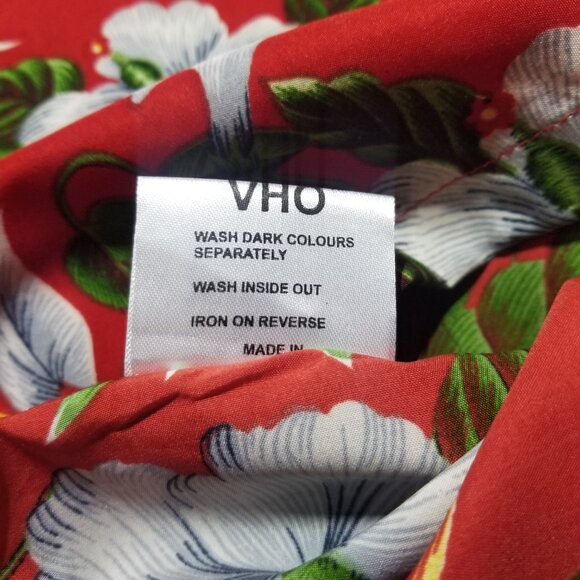 VHO
WASH DARK COLOURS
SEPARATELY
WASH INSIDE OUT
IRON ON REVERSE
MADE IN